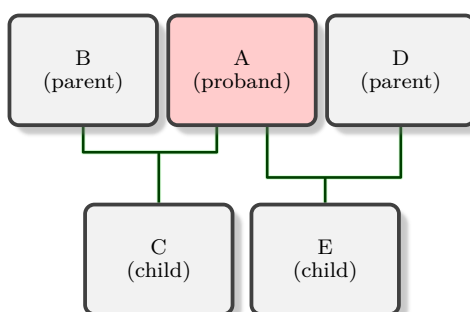 B
(parent)
A
(proband)
D
(parent)
C
(child)
E
(child)